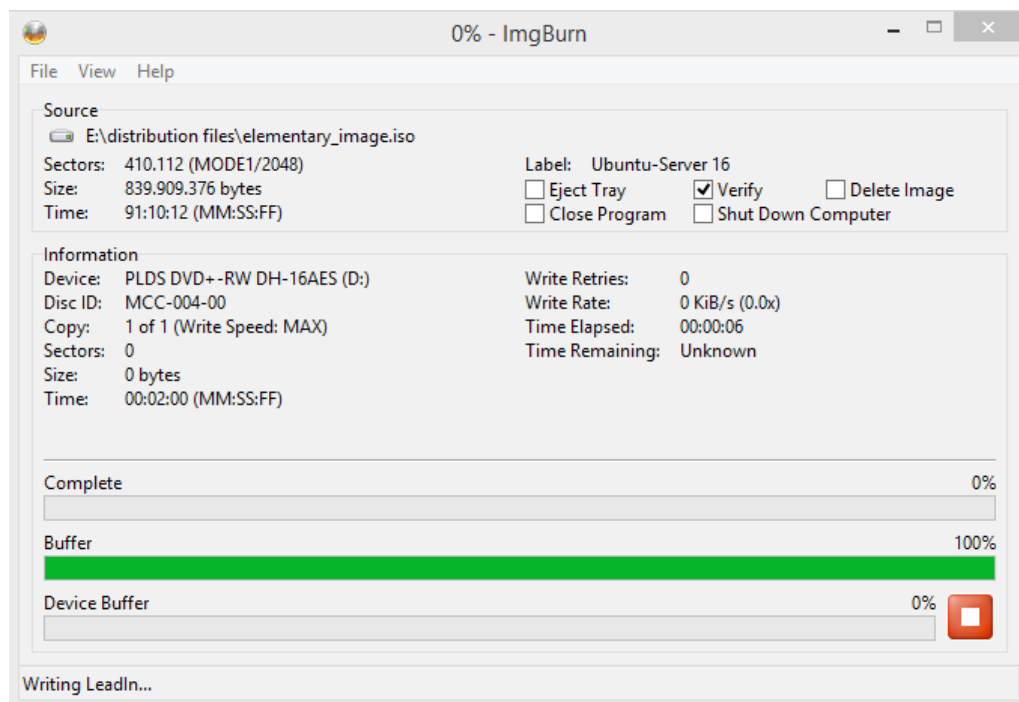 0% - ImgBurn
File View Help
Source
E:\distribution files\elementary_image.iso
Sectors: 410.112 (MODE1/2048) Label: Ubuntu-Server 16
Size: 839.909.376 bytes Eject Tray Verify Delete Image
Time: 91:10:12 (MM:SS:FF) Close Program Shut Down Computer
Information
Device: PLDS DVD+-RW DH-16AES (D:) Write Retries: 0
Disc ID: MCC-004-00 Write Rate: 0 KiB/s (0.0x)
Copy: 1 of 1 (Write Speed: MAX) Time Elapsed: 00:00:06
Sectors: 0 Time Remaining: Unknown
Size: 0 bytes
Time: 00:02:00 (MM:SS:FF)
Complete 0%
Buffer 100%
Device Buffer 0%
Writing LeadIn...